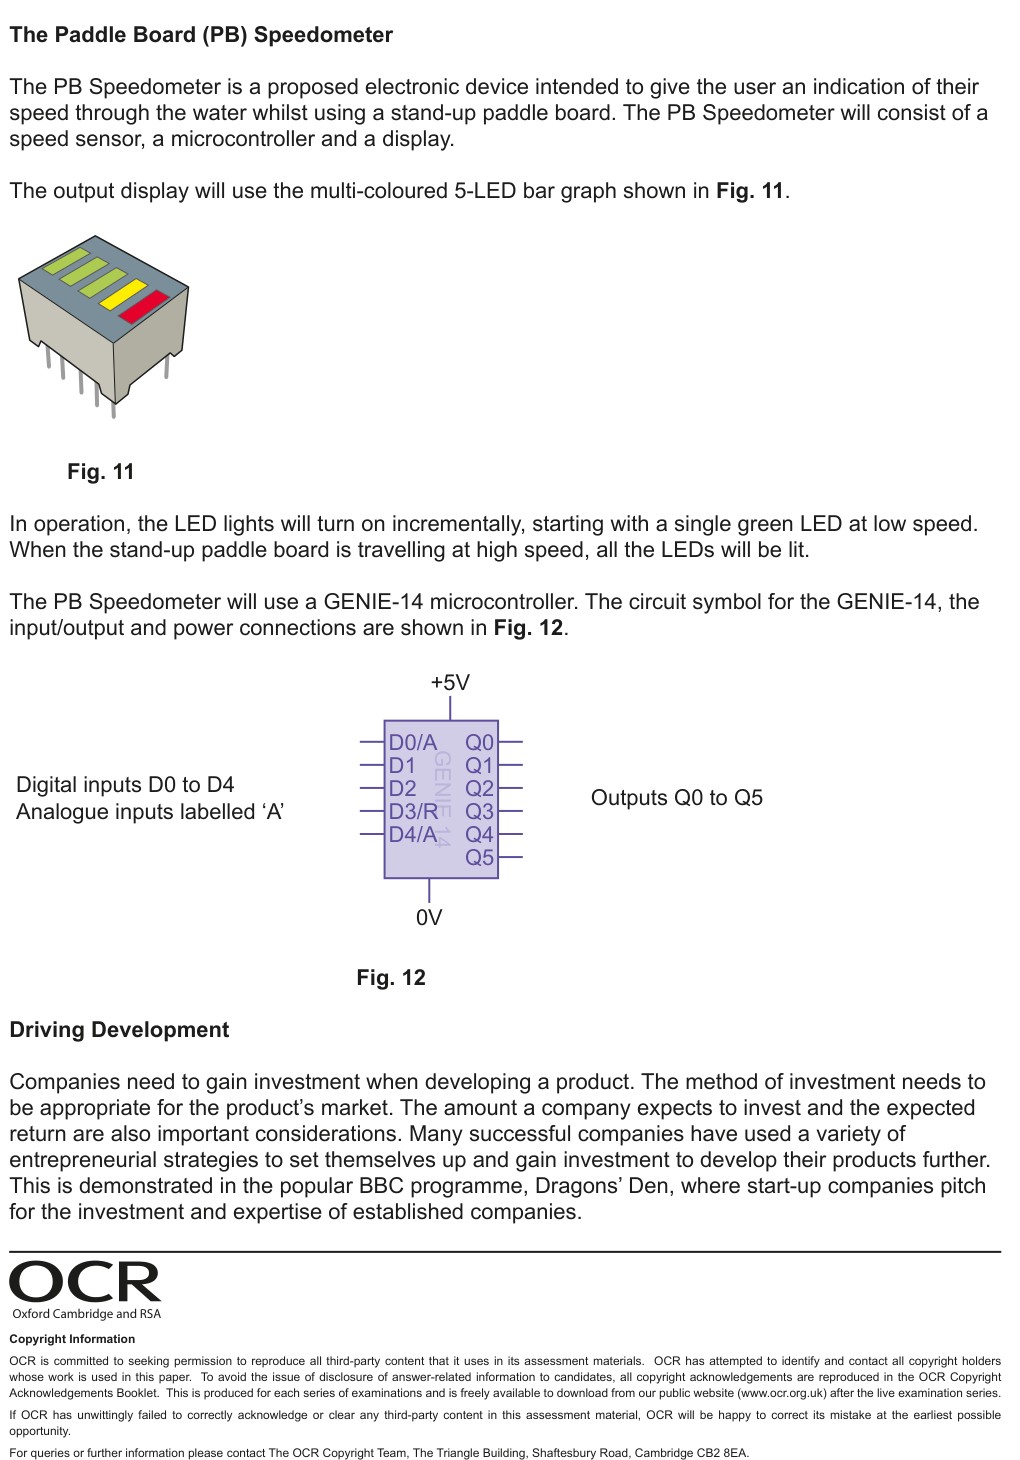 The Paddle Board (PB) Speedometer
The PB Speedometer is a proposed electronic device intended to give the user an indication of their
speed through the water whilst using a stand-up paddle board. The PB Speedometer will consist of a
speed sensor, a microcontroller and a display.
The output display will use the multi-coloured 5-LED bar graph shown in Fig. 11.
Fig. 11
In operation, the LED lights will turn on incrementally, starting with a single green LED at low speed.
When the stand-up paddle board is travelling at high speed, all the LEDs will be lit.
The PB Speedometer will use a GENIE-14 microcontroller. The circuit symbol for the GENIE-14, the
input/output and power connections are shown in Fig. 12.
+5V
D0/A Q0
D1 Q1
D2 Q2
D3/R Q3
D4/A Q4
Q5
GENIE 14
Digital inputs D0 to D4
Analogue inputs labelled ‘A’
Outputs Q0 to Q5
0V
Fig. 12
Driving Development
Companies need to gain investment when developing a product. The method of investment needs to
be appropriate for the product’s market. The amount a company expects to invest and the expected
return are also important considerations. Many successful companies have used a variety of
entrepreneurial strategies to set themselves up and gain investment to develop their products further.
This is demonstrated in the popular BBC programme, Dragons’ Den, where start-up companies pitch
for the investment and expertise of established companies.
OCR
Oxford Cambridge and RSA
Copyright Information
OCR is committed to seeking permission to reproduce all third-party content that it uses in its assessment materials. OCR has attempted to identify and contact all copyright holders
whose work is used in this paper. To avoid the issue of disclosure of answer-related information to candidates, all copyright acknowledgements are reproduced in the OCR Copyright
Acknowledgements Booklet. This is produced for each series of examinations and is freely available to download from our public website (www.ocr.org.uk) after the live examination series.
If OCR has unwittingly failed to correctly acknowledge or clear any third-party content in this assessment material, OCR will be happy to correct its mistake at the earliest possible
opportunity.
For queries or further information please contact The OCR Copyright Team, The Triangle Building, Shaftesbury Road, Cambridge CB2 8EA.